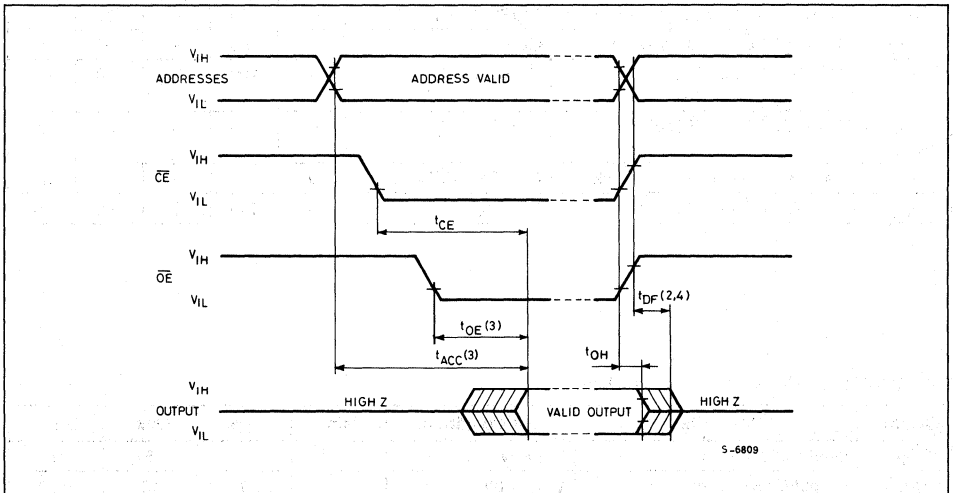 VIH
ADDRESSES
ADDRESS VALID
VIL
VIH
CE
VIL
tCE
VIH
OE
VIL
tDF(2,4)
tOE(3)
tOH
tACC(3)
VIH
OUTPUT
HIGH Z
VALID OUTPUT
HIGH Z
VIL
S-6809